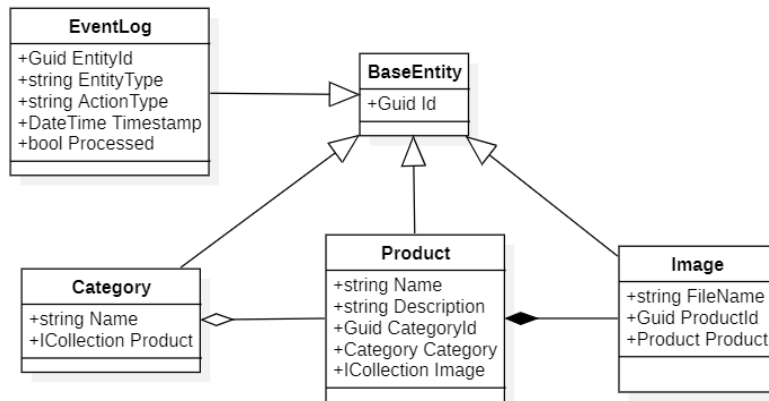 EventLog
+Guid EntityId
+string EntityType
+string ActionType
+DateTime Timestamp
+bool Processed
BaseEntity
+Guid Id
Category
+string Name
+ICollection Product
Product
+string Name
+string Description
+Guid CategoryId
+Category Category
+ICollection Image
Image
+string FileName
+Guid ProductId
+Product Product